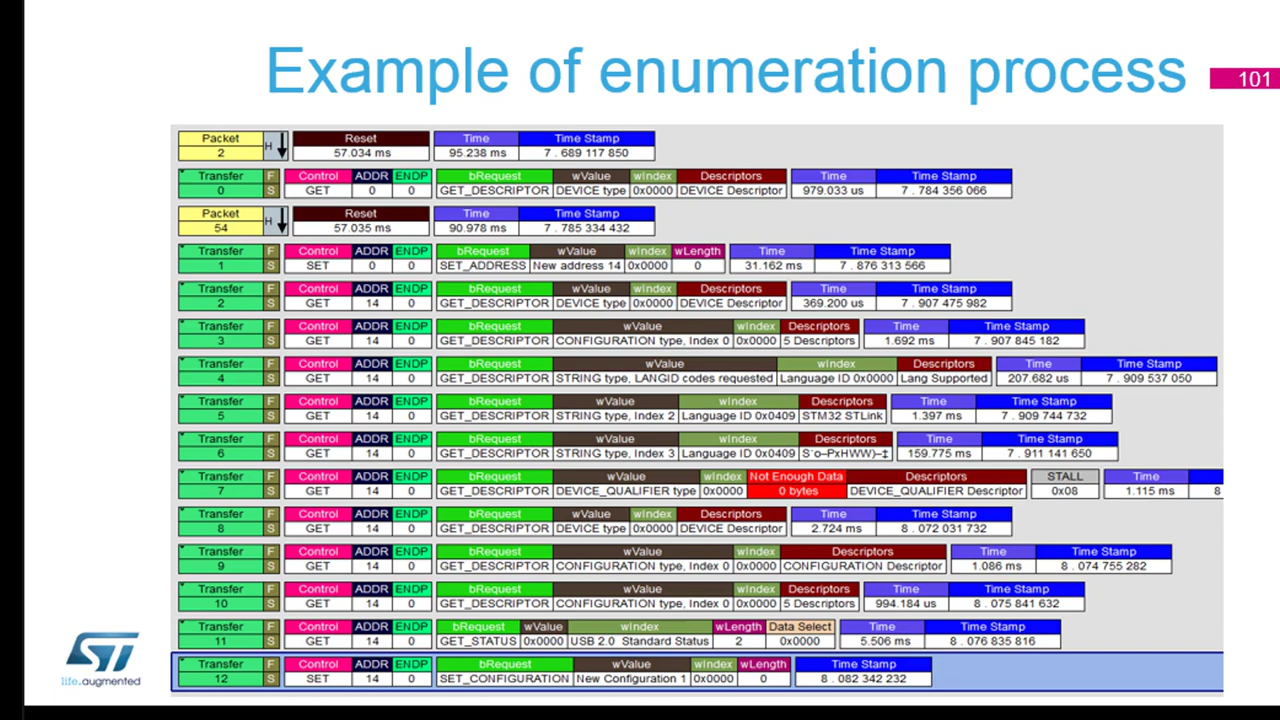 Example of enumeration process
101
Packet H Reset Time Time Stamp
2 57.034 ms 95.238 ms 7 . 689 117 850
Transfer F Control ADDR ENDP bRequest wValue wIndex Descriptors Time Time Stamp
0 S GET 0 0 GET_DESCRIPTOR DEVICE type 0x0000 DEVICE Descriptor 979.033 us 7 . 784 356 066
Packet H Reset Time Time Stamp
54 57.035 ms 90.978 ms 7 . 785 334 432
Transfer F Control ADDR ENDP bRequest wValue wIndex wLength Time Time Stamp
1 S SET 0 0 SET_ADDRESS New address 14 0x0000 0 31.162 ms 7 . 876 313 566
Transfer F Control ADDR ENDP bRequest wValue wIndex Descriptors Time Time Stamp
2 S GET 14 0 GET_DESCRIPTOR DEVICE type 0x0000 DEVICE Descriptor 369.200 us 7 . 907 475 982
Transfer F Control ADDR ENDP bRequest wValue wIndex Descriptors Time Time Stamp
3 S GET 14 0 GET_DESCRIPTOR CONFIGURATION type, Index 0 0x0000 5 Descriptors 1.692 ms 7 . 907 845 182
Transfer F Control ADDR ENDP bRequest wValue wIndex Descriptors Time Time Stamp
4 S GET 14 0 GET_DESCRIPTOR STRING type, LANGID codes requested Language ID 0x0000 Lang Supported 207.682 us 7 . 909 537 050
Transfer F Control ADDR ENDP bRequest wValue wIndex Descriptors Time Time Stamp
5 S GET 14 0 GET_DESCRIPTOR STRING type, Index 2 Language ID 0x0409 STM32 STLink 1.397 ms 7 . 909 744 732
Transfer F Control ADDR ENDP bRequest wValue wIndex Descriptors Time Time Stamp
6 S GET 14 0 GET_DESCRIPTOR STRING type, Index 3 Language ID 0x0409 159.775 ms 7 . 911 141 650
Transfer F Control ADDR ENDP bRequest wValue wIndex Not Enough Data Descriptors STALL Time
7 S GET 14 0 GET_DESCRIPTOR DEVICE_QUALIFIER type 0x0000 0 bytes DEVICE_QUALIFIER Descriptor 0x08 1.115 ms 8
Transfer F Control ADDR ENDP bRequest wValue wIndex Descriptors Time Time Stamp
8 S GET 14 0 GET_DESCRIPTOR DEVICE type 0x0000 DEVICE Descriptor 2.724 ms 8 . 072 031 732
Transfer F Control ADDR ENDP bRequest wValue wIndex Descriptors Time Time Stamp
9 S GET 14 0 GET_DESCRIPTOR CONFIGURATION type, Index 0 0x0000 CONFIGURATION Descriptor 1.086 ms 8 . 074 755 282
Transfer F Control ADDR ENDP bRequest wValue wIndex Descriptors Time Time Stamp
10 S GET 14 0 GET_DESCRIPTOR CONFIGURATION type, Index 0 0x0000 5 Descriptors 994.184 us 8 . 075 841 632
Transfer F Control ADDR ENDP bRequest wValue wIndex wLength Data Select Time Time Stamp
11 S GET 14 0 GET_STATUS 0x0000 USB 2.0 Standard Status 2 0x0000 5.506 ms 8 . 076 835 816
Transfer F Control ADDR ENDP bRequest wValue wIndex wLength Time Stamp
12 S SET 14 0 SET_CONFIGURATION New Configuration 1 0x0000 0 8 . 082 342 232
ST
life.augmented